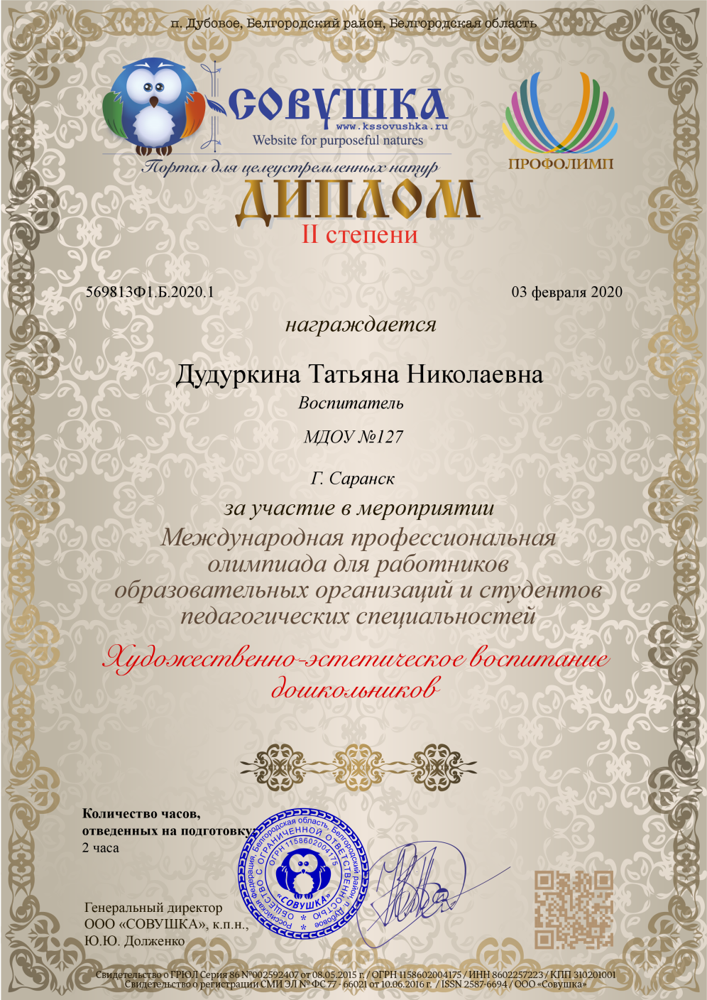 п. Дубовое, Белгородский район, Белгородская область
СОВУШКА
www.kssovushka.ru
Website for purposeful natures
Портал для целеустремленных натур
ПРОФОЛИМП
ДИПЛОМ
II степени
569813Ф1.Б.2020.1
03 февраля 2020
награждается
Дудуркина Татьяна Николаевна
Воспитатель
МДОУ №127
Г. Саранск
за участие в мероприятии
Международная профессиональная
олимпиада для работников
образовательных организаций и студентов
педагогических специальностей
Художественно-эстетическое воспитание
дошкольников
Количество часов,
отведенных на подготовку:
2 часа
Российская Федерация, Белгородская область, Белгородский район, п. Дубовое
ОБЩЕСТВО С ОГРАНИЧЕННОЙ ОТВЕТСТВЕННОСТЬЮ
ОГРН 1158602004175
«СОВУШКА»
Генеральный директор
ООО «СОВУШКА», к.п.н.,
Ю.Ю. Долженко
Свидетельство о ГРЮЛ Серия 86 №002592407 от 08.05.2015 г. / ОГРН 1158602004175 / ИНН 8602257223 / КПП 310201001
Свидетельство о регистрации СМИ ЭЛ № ФС 77 - 66021 от 10.06.2016 г. / ISSN 2587-6694 / ООО «Совушка»